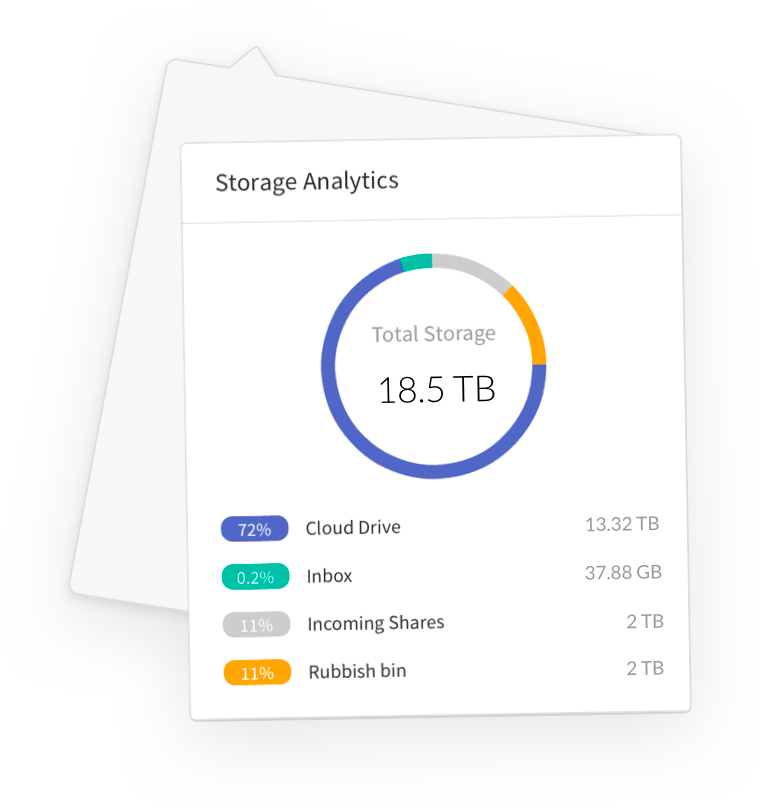 Storage Analytics
Total Storage
18.5 TB
72% Cloud Drive 13.32 TB
0.2% Inbox 37.88 GB
11% Incoming Shares 2 TB
11% Rubbish bin 2 TB